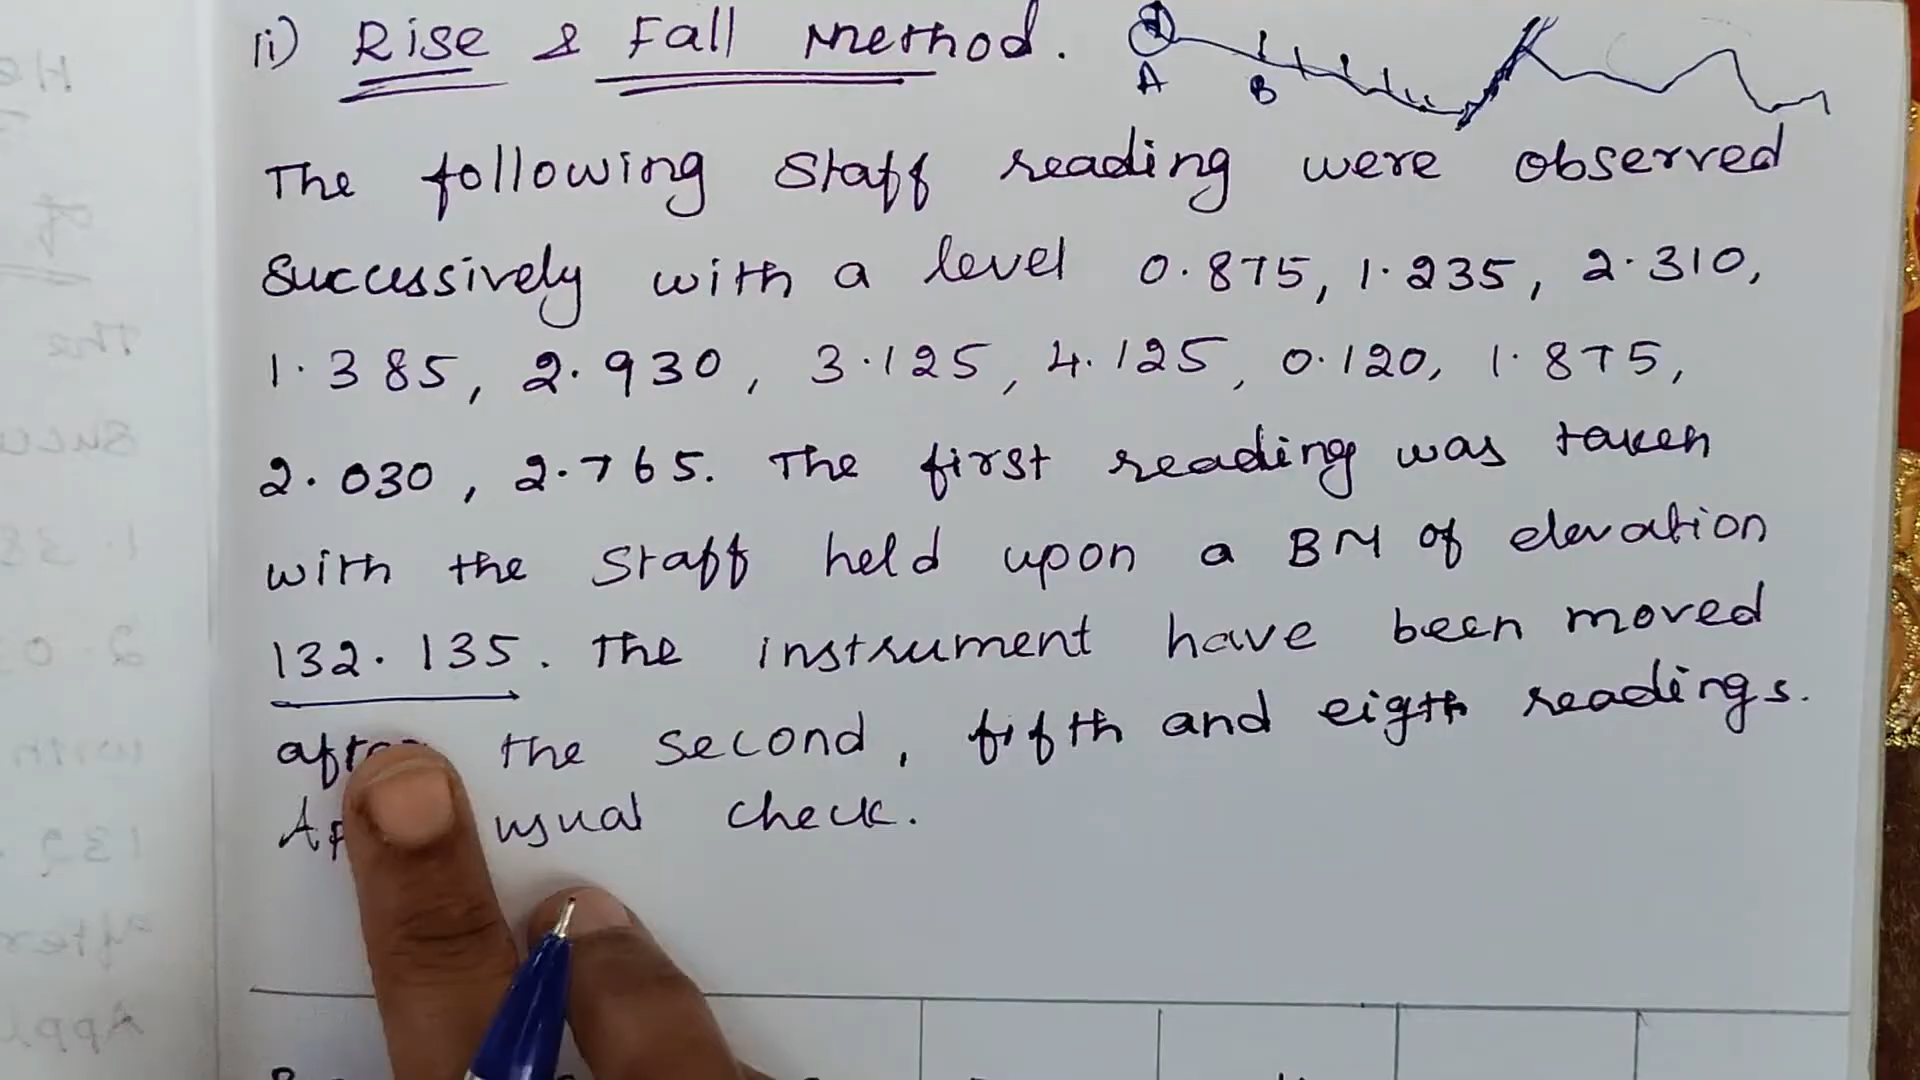 ii) Rise & Fall Method.
A B
The following Staff reading were observed
Successively with a level 0.875, 1.235, 2.310,
1.385, 2.930, 3.125, 4.125, 0.120, 1.875,
2.030, 2.765. The first reading was taken
with the Staff held upon a BM of elevation
132.135. The instrument have been moved
the second, fifth and eigth readings.
usual check.